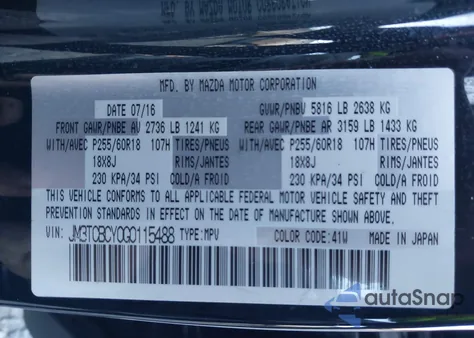 MFD. BY MAZDA MOTOR CORPORATION
DATE 07/16 GVWR/PNBV 5816 LB 2638 KG
FRONT GAWR/PNBE AV 2736 LB 1241 KG REAR GAWR/PNBE AR 3159 LB 1433 KG
WITH/AVEC P255/60R18 107H TIRES/PNEUS WITH/AVEC P255/60R18 107H TIRES/PNEUS
18X8J RIMS/JANTES 18X8J RIMS/JANTES
230 KPA/34 PSI COLD/A FROID 230 KPA/34 PSI COLD/A FROID
THIS VEHICLE CONFORMS TO ALL APPLICABLE FEDERAL MOTOR VEHICLE SAFETY AND THEFT
PREVENTION STANDARDS IN EFFECT ON THE DATE OF MANUFACTURE SHOWN ABOVE.
VIN: JM3TCBCY0G0115488 TYPE:MPV COLOR CODE:41W MADE IN JAPAN
autoSnap